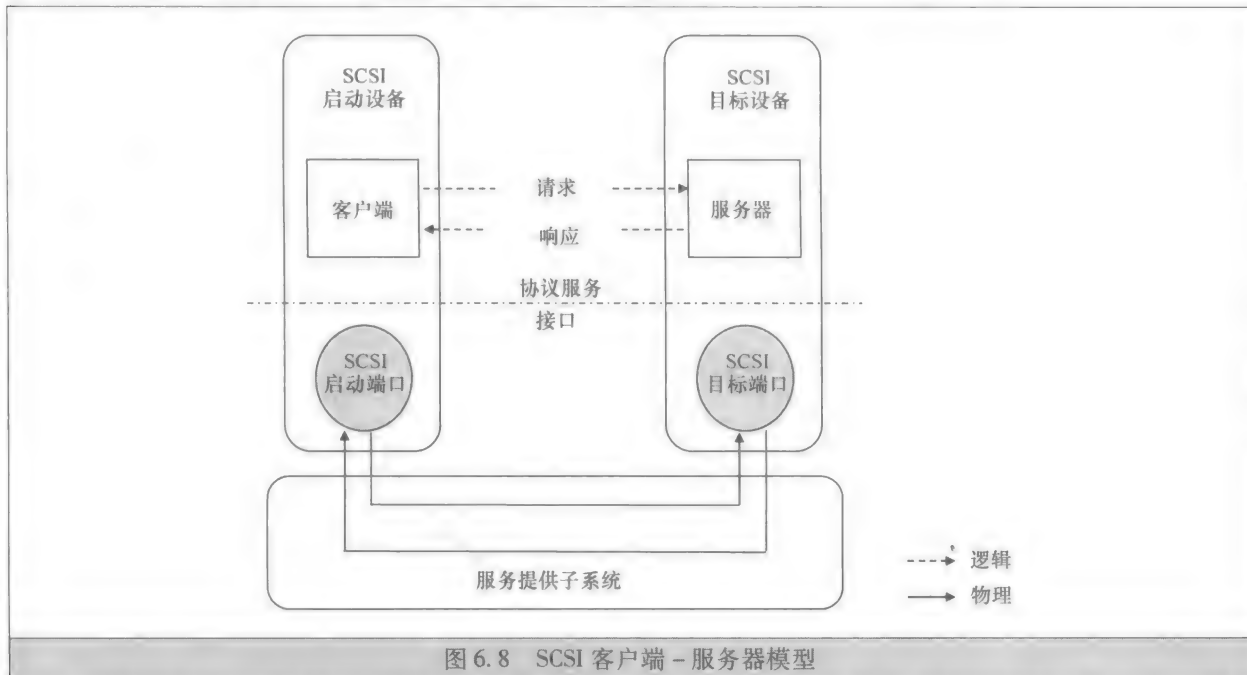 SCSI
启动设备
SCSI
目标设备
客户端
请求
响应
服务器
协议服务
接口
SCSI
启动端口
SCSI
目标端口
服务提供子系统
逻辑
物理
图 6.8 SCSI 客户端－服务器模型